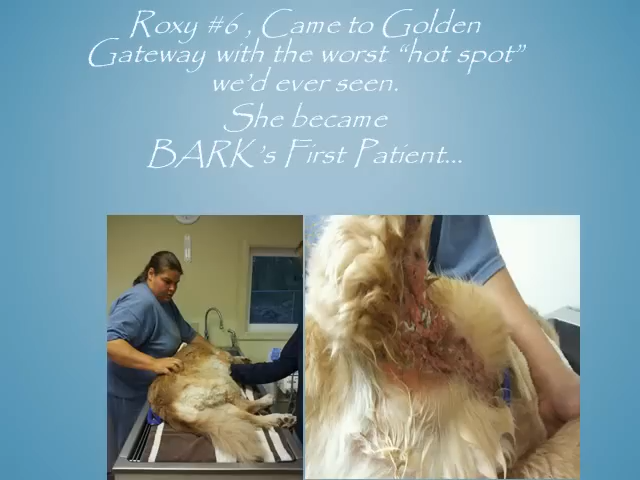 Roxy #6 , Came to Golden
Gateway with the worst “hot spot”
we’d ever seen.
She became
BARK’s First Patient...